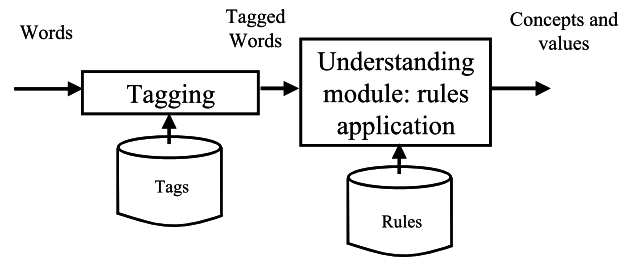 Words
Tagged
Words
Concepts and
values
Tagging
Understanding
module: rules
application
Tags
Rules